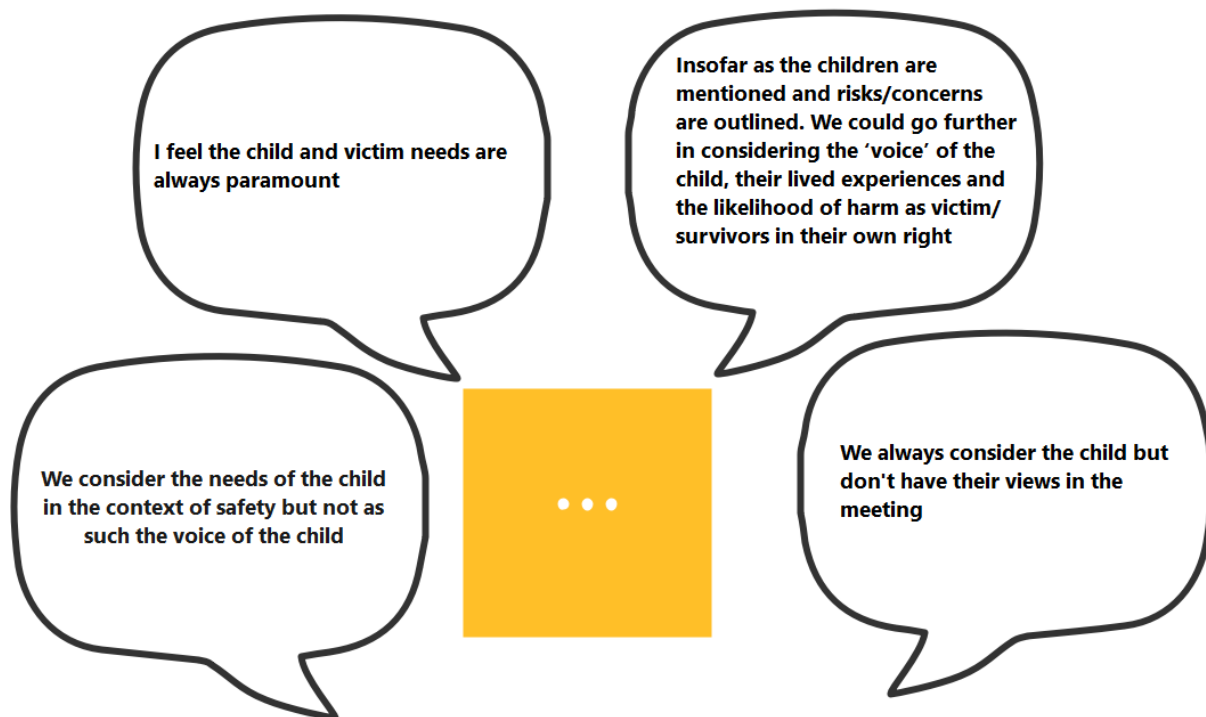 I feel the child and victim needs are
always paramount
Insofar as the children are
mentioned and risks/concerns
are outlined. We could go further
in considering the ‘voice’ of the
child, their lived experiences and
the likelihood of harm as victim/
survivors in their own right
We consider the needs of the child
in the context of safety but not as
such the voice of the child
We always consider the child but
don't have their views in the
meeting